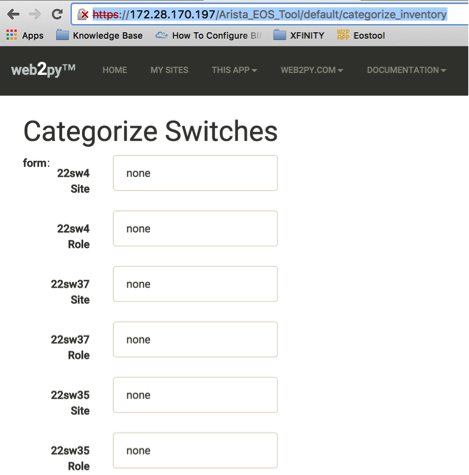 https://172.28.170.197/Arista_EOS_Tool/default/categorize_inventory
Apps Knowledge Base How To Configure BI XFINITY Eostool
web2py™ HOME MY SITES THIS APP WEB2PY.COM DOCUMENTATION
Categorize Switches
form:
22sw4 none
Site
22sw4 none
Role
22sw37 none
Site
22sw37 none
Role
22sw35 none
Site
22sw35 none
Role